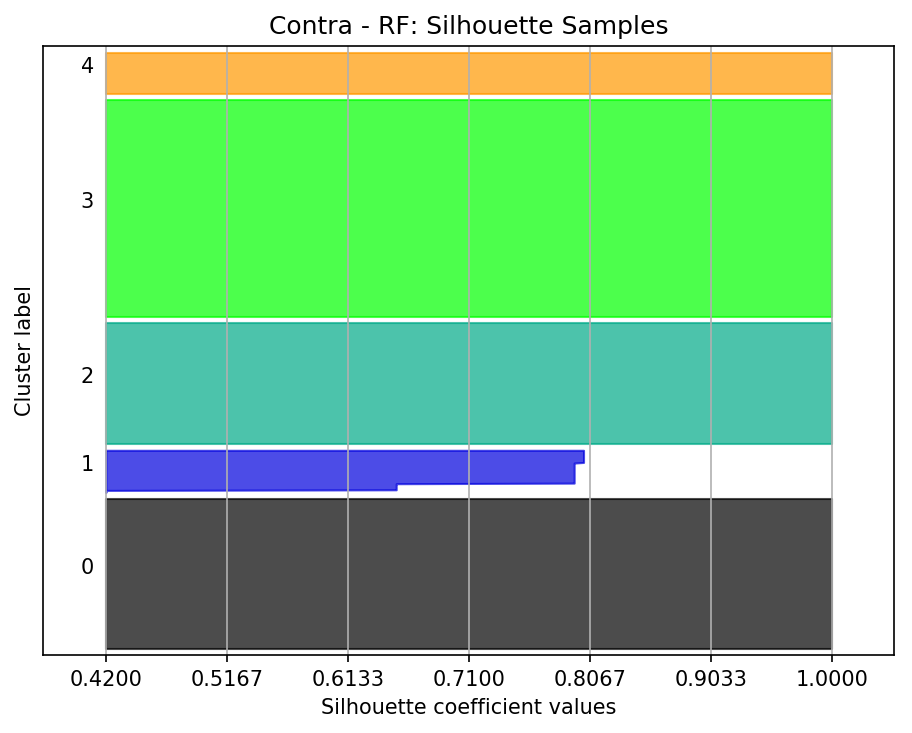 Contra - RF: Silhouette Samples
Cluster label
4
3
2
1
0
0.4200 0.5167 0.6133 0.7100 0.8067 0.9033 1.0000
Silhouette coefficient values